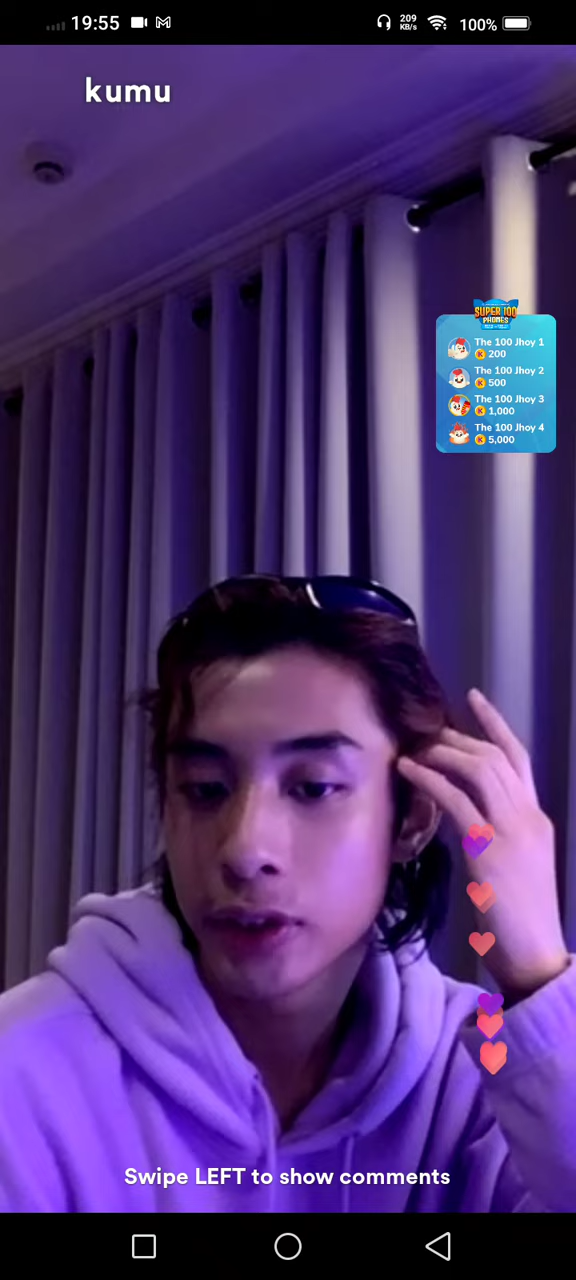 19:55
209
KB/s
100%
kumu
SUPER 100
PHONES
The 100 Jhoy 1
K 200
The 100 Jhoy 2
K 500
The 100 Jhoy 3
K 1,000
The 100 Jhoy 4
K 5,000
Swipe LEFT to show comments